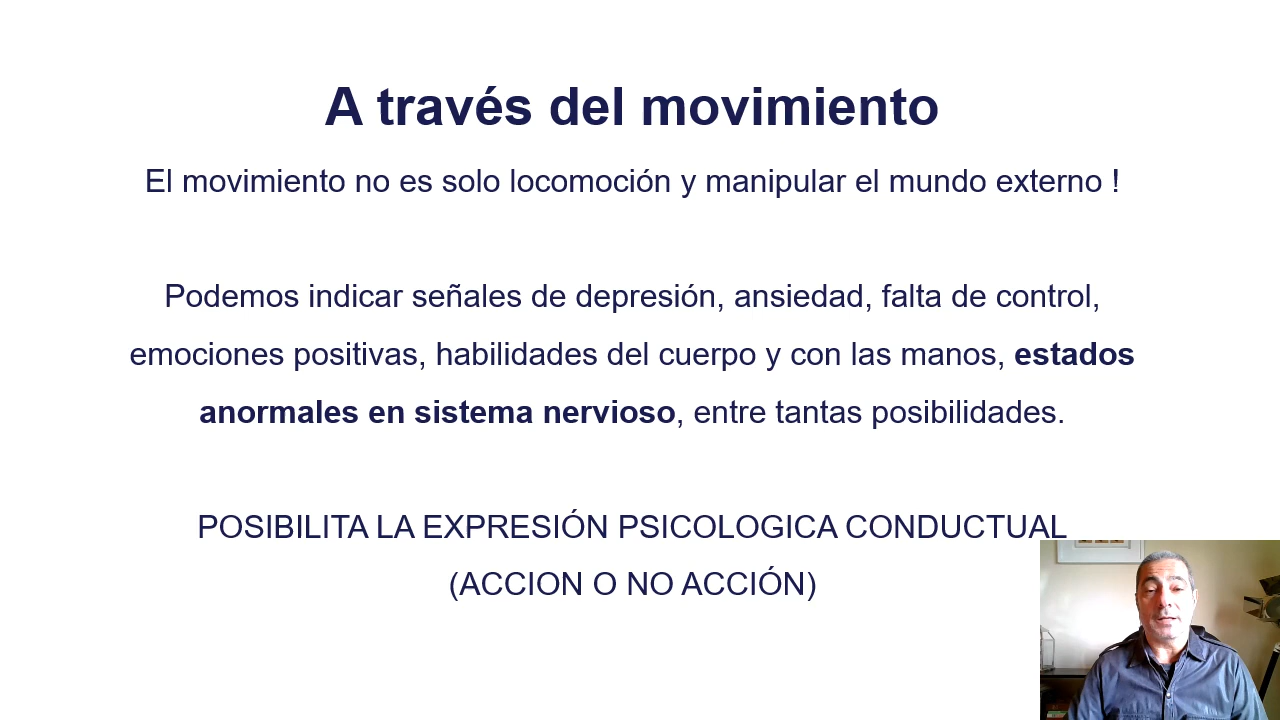 A través del movimiento
El movimiento no es solo locomoción y manipular el mundo externo !
Podemos indicar señales de depresión, ansiedad, falta de control,
emociones positivas, habilidades del cuerpo y con las manos, estados
anormales en sistema nervioso, entre tantas posibilidades.
POSIBILITA LA EXPRESIÓN PSICOLOGICA CONDUCTUAL
(ACCION O NO ACCIÓN)